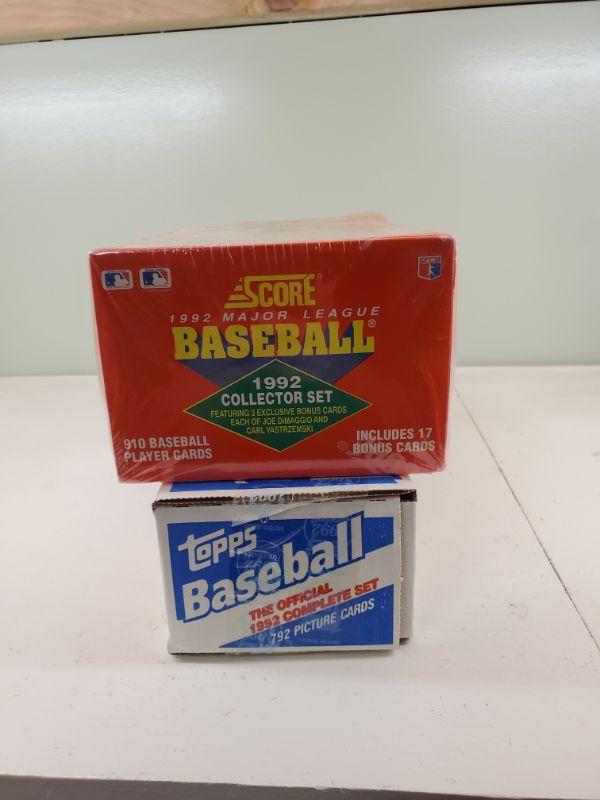 SCORE®
1992 MAJOR LEAGUE
BASEBALL®
1992
COLLECTOR SET
FEATURING 3 EXCLUSIVE BONUS CARDS
EACH OF JOE DiMAGGIO AND
CARL YASTRZEMSKI
910 BASEBALL
PLAYER CARDS
INCLUDES 17
BONUS CARDS
topps
Baseball
THE OFFICIAL
1992 COMPLETE SET
792 PICTURE CARDS